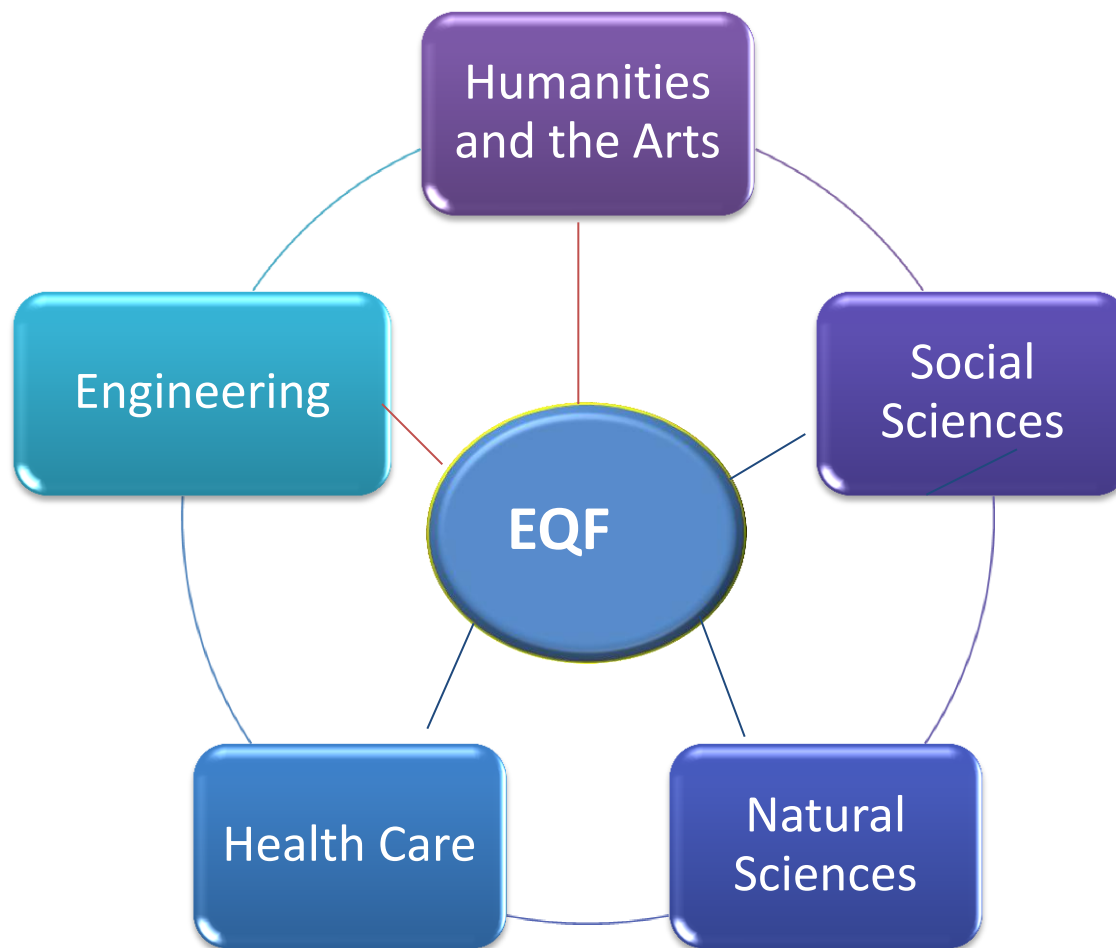 Humanities
and the Arts
Social
Sciences
Engineering
EQF
Natural
Sciences
Health Care